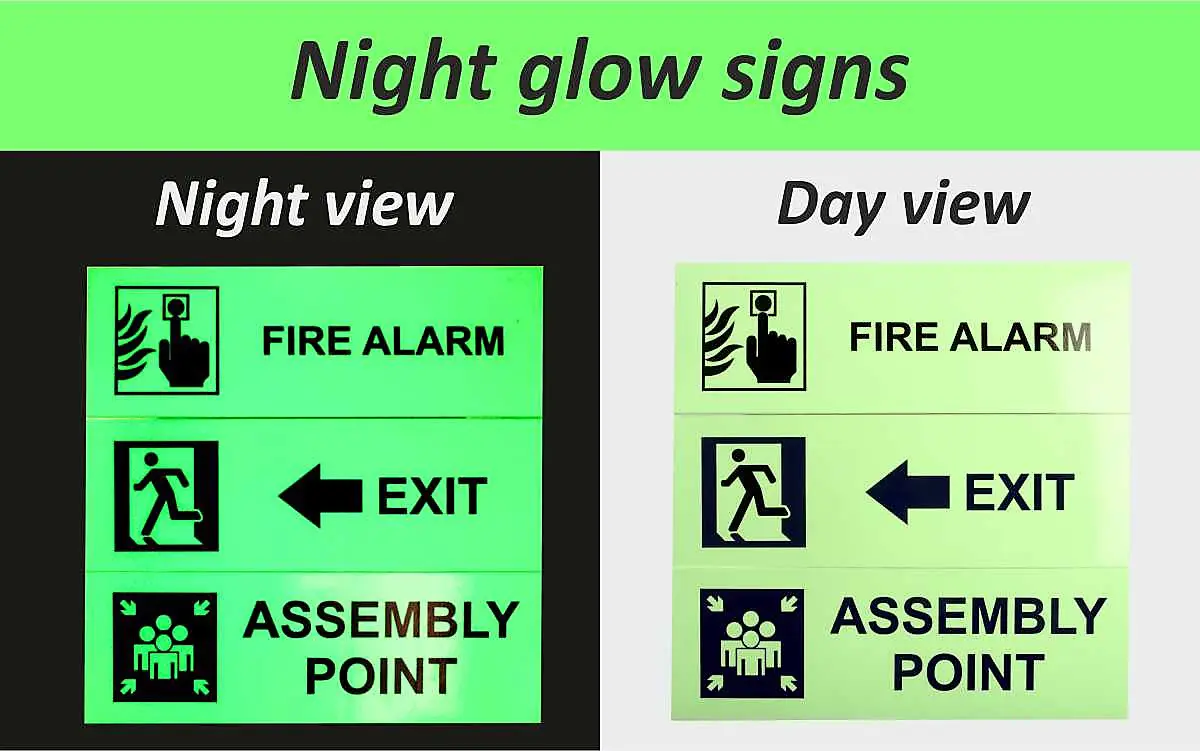 Night glow signs
Night view
FIRE ALARM
EXIT
ASSEMBLY
POINT
Day view
FIRE ALARM
EXIT
ASSEMBLY
POINT